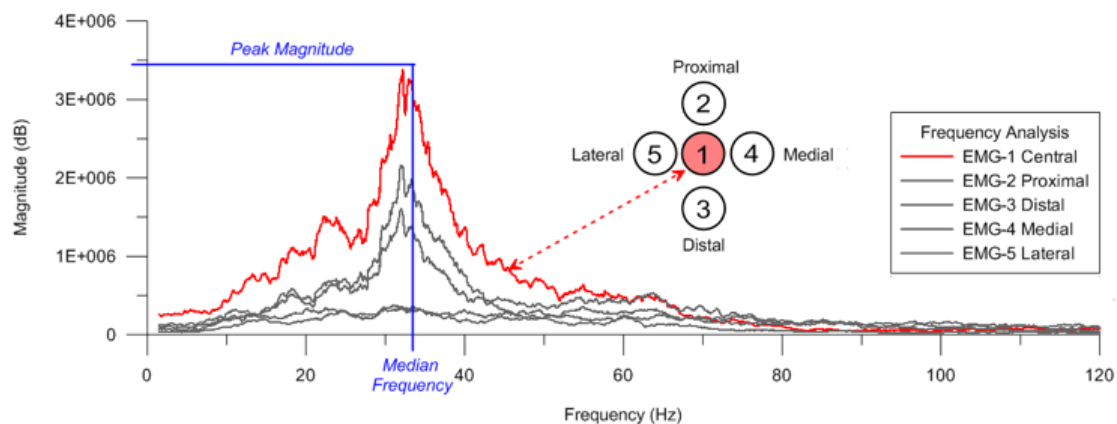 4E+006
3E+006
2E+006
1E+006
0
Magnitude (dB)
Peak Magnitude
Median
Frequency
0
20
40
60
80
100
120
Frequency (Hz)
Proximal
2
Lateral
5
1
4
Medial
3
Distal
Frequency Analysis
EMG-1 Central
EMG-2 Proximal
EMG-3 Distal
EMG-4 Medial
EMG-5 Lateral